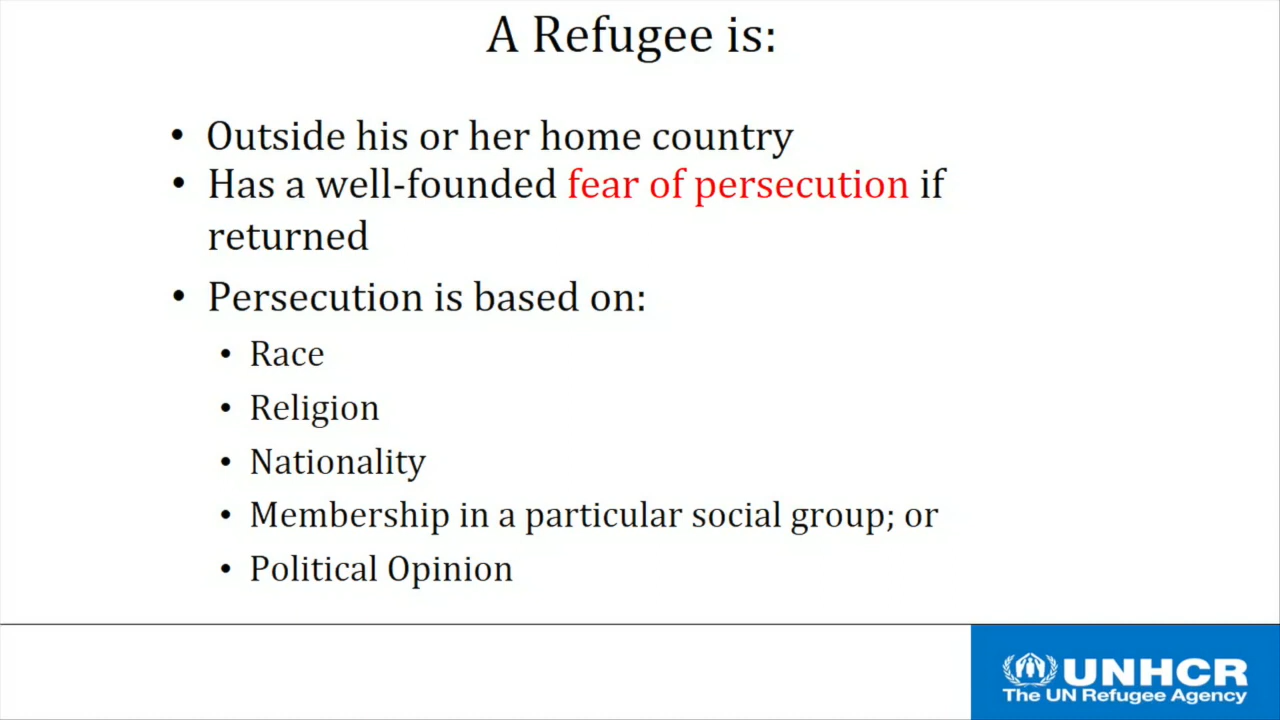 A Refugee is:
• Outside his or her home country
• Has a well-founded fear of persecution if
returned
• Persecution is based on:
• Race
• Religion
• Nationality
• Membership in a particular social group; or
• Political Opinion
UNHCR
The UN Refugee Agency